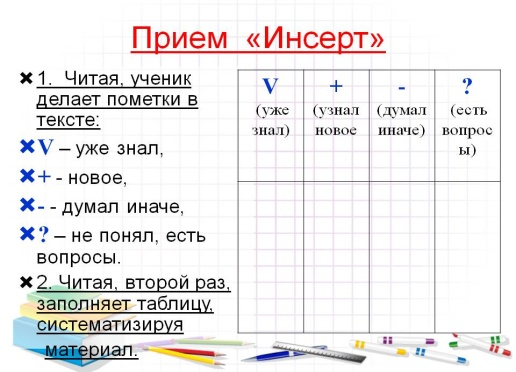 Прием «Инсерт»
1. Читая, ученик
делает пометки в
тексте:
V – уже знал,
+ - новое,
- - думал иначе,
? – не понял, есть
вопросы.
2. Читая, второй раз,
заполняет таблицу,
систематизируя
материал.
V + - ?
(уже (узнал (думал (есть
знал) новое иначе) вопрос
ы)